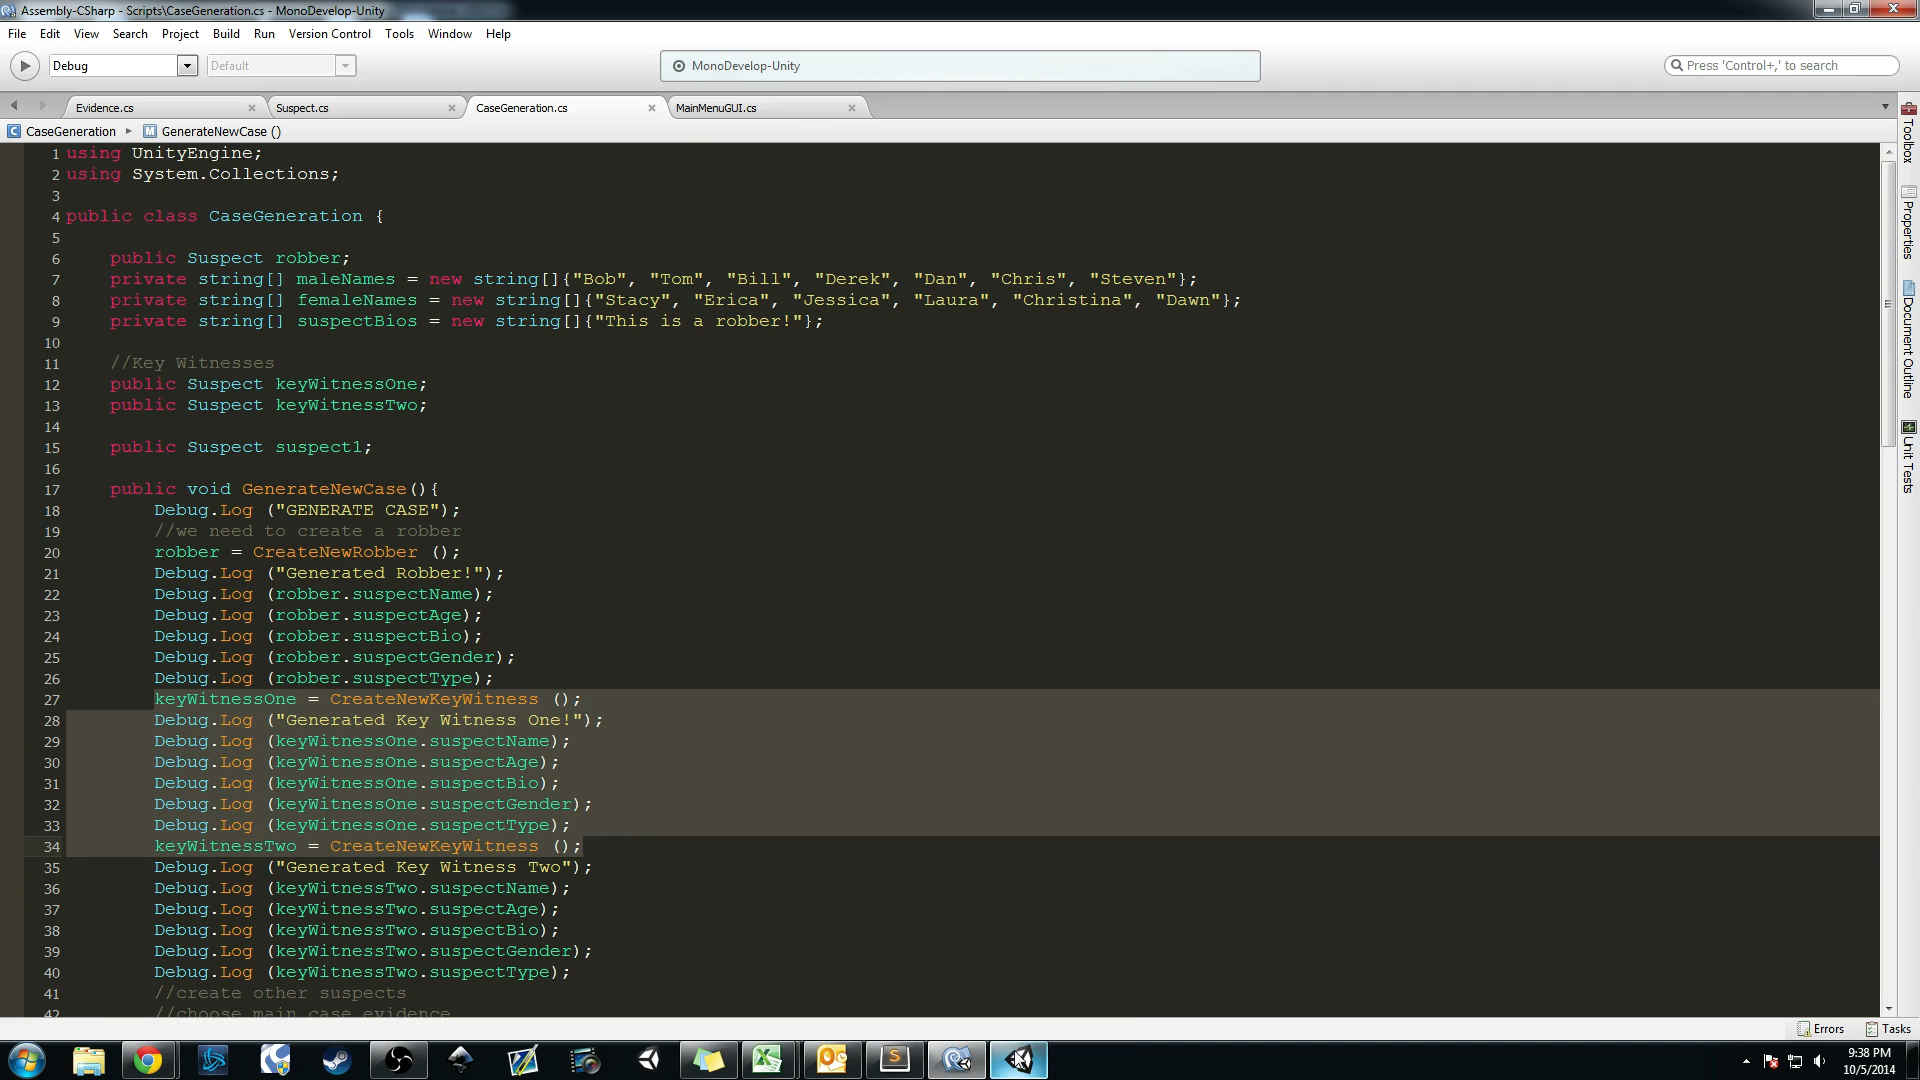 Assembly-CSharp - Scripts\CaseGeneration.cs - MonoDevelop-Unity
File Edit View Search Project Build Run Version Control Tools Window Help
Debug Default MonoDevelop-Unity Press 'Control+,' to search
Evidence.cs Suspect.cs CaseGeneration.cs MainMenuGUI.cs
CaseGeneration GenerateNewCase ()
1 using UnityEngine;
2 using System.Collections;
3
4 public class CaseGeneration {
5
6 public Suspect robber;
7 private string[] maleNames = new string[]{"Bob", "Tom", "Bill", "Derek", "Dan", "Chris", "Steven"};
8 private string[] femaleNames = new string[]{"Stacy", "Erica", "Jessica", "Laura", "Christina", "Dawn"};
9 private string[] suspectBios = new string[]{"This is a robber!"};
10
11 //Key Witnesses
12 public Suspect keyWitnessOne;
13 public Suspect keyWitnessTwo;
14
15 public Suspect suspect1;
16
17 public void GenerateNewCase(){
18 Debug.Log ("GENERATE CASE");
19 //we need to create a robber
20 robber = CreateNewRobber ();
21 Debug.Log ("Generated Robber!");
22 Debug.Log (robber.suspectName);
23 Debug.Log (robber.suspectAge);
24 Debug.Log (robber.suspectBio);
25 Debug.Log (robber.suspectGender);
26 Debug.Log (robber.suspectType);
27 keyWitnessOne = CreateNewKeyWitness ();
28 Debug.Log ("Generated Key Witness One!");
29 Debug.Log (keyWitnessOne.suspectName);
30 Debug.Log (keyWitnessOne.suspectAge);
31 Debug.Log (keyWitnessOne.suspectBio);
32 Debug.Log (keyWitnessOne.suspectGender);
33 Debug.Log (keyWitnessOne.suspectType);
34 keyWitnessTwo = CreateNewKeyWitness ();
35 Debug.Log ("Generated Key Witness Two");
36 Debug.Log (keyWitnessTwo.suspectName);
37 Debug.Log (keyWitnessTwo.suspectAge);
38 Debug.Log (keyWitnessTwo.suspectBio);
39 Debug.Log (keyWitnessTwo.suspectGender);
40 Debug.Log (keyWitnessTwo.suspectType);
41 //create other suspects
42 //choose main case evidence
Toolbox
Properties
Document Outline
Unit Tests
Errors Tasks
9:38 PM
10/5/2014